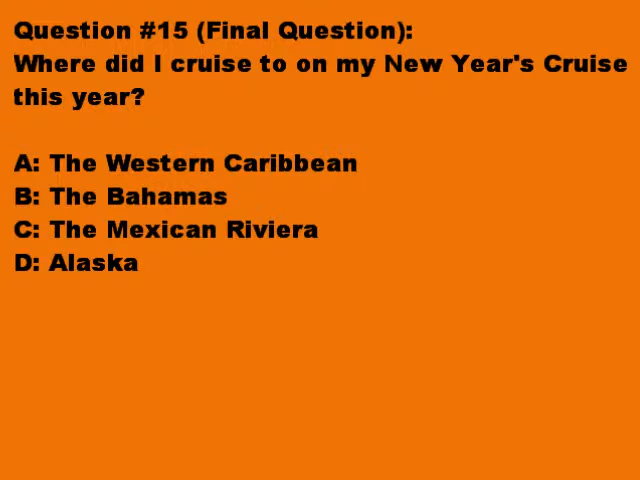 Question #15 (Final Question):
Where did I cruise to on my New Year's Cruise
this year?
A: The Western Caribbean
B: The Bahamas
C: The Mexican Riviera
D: Alaska